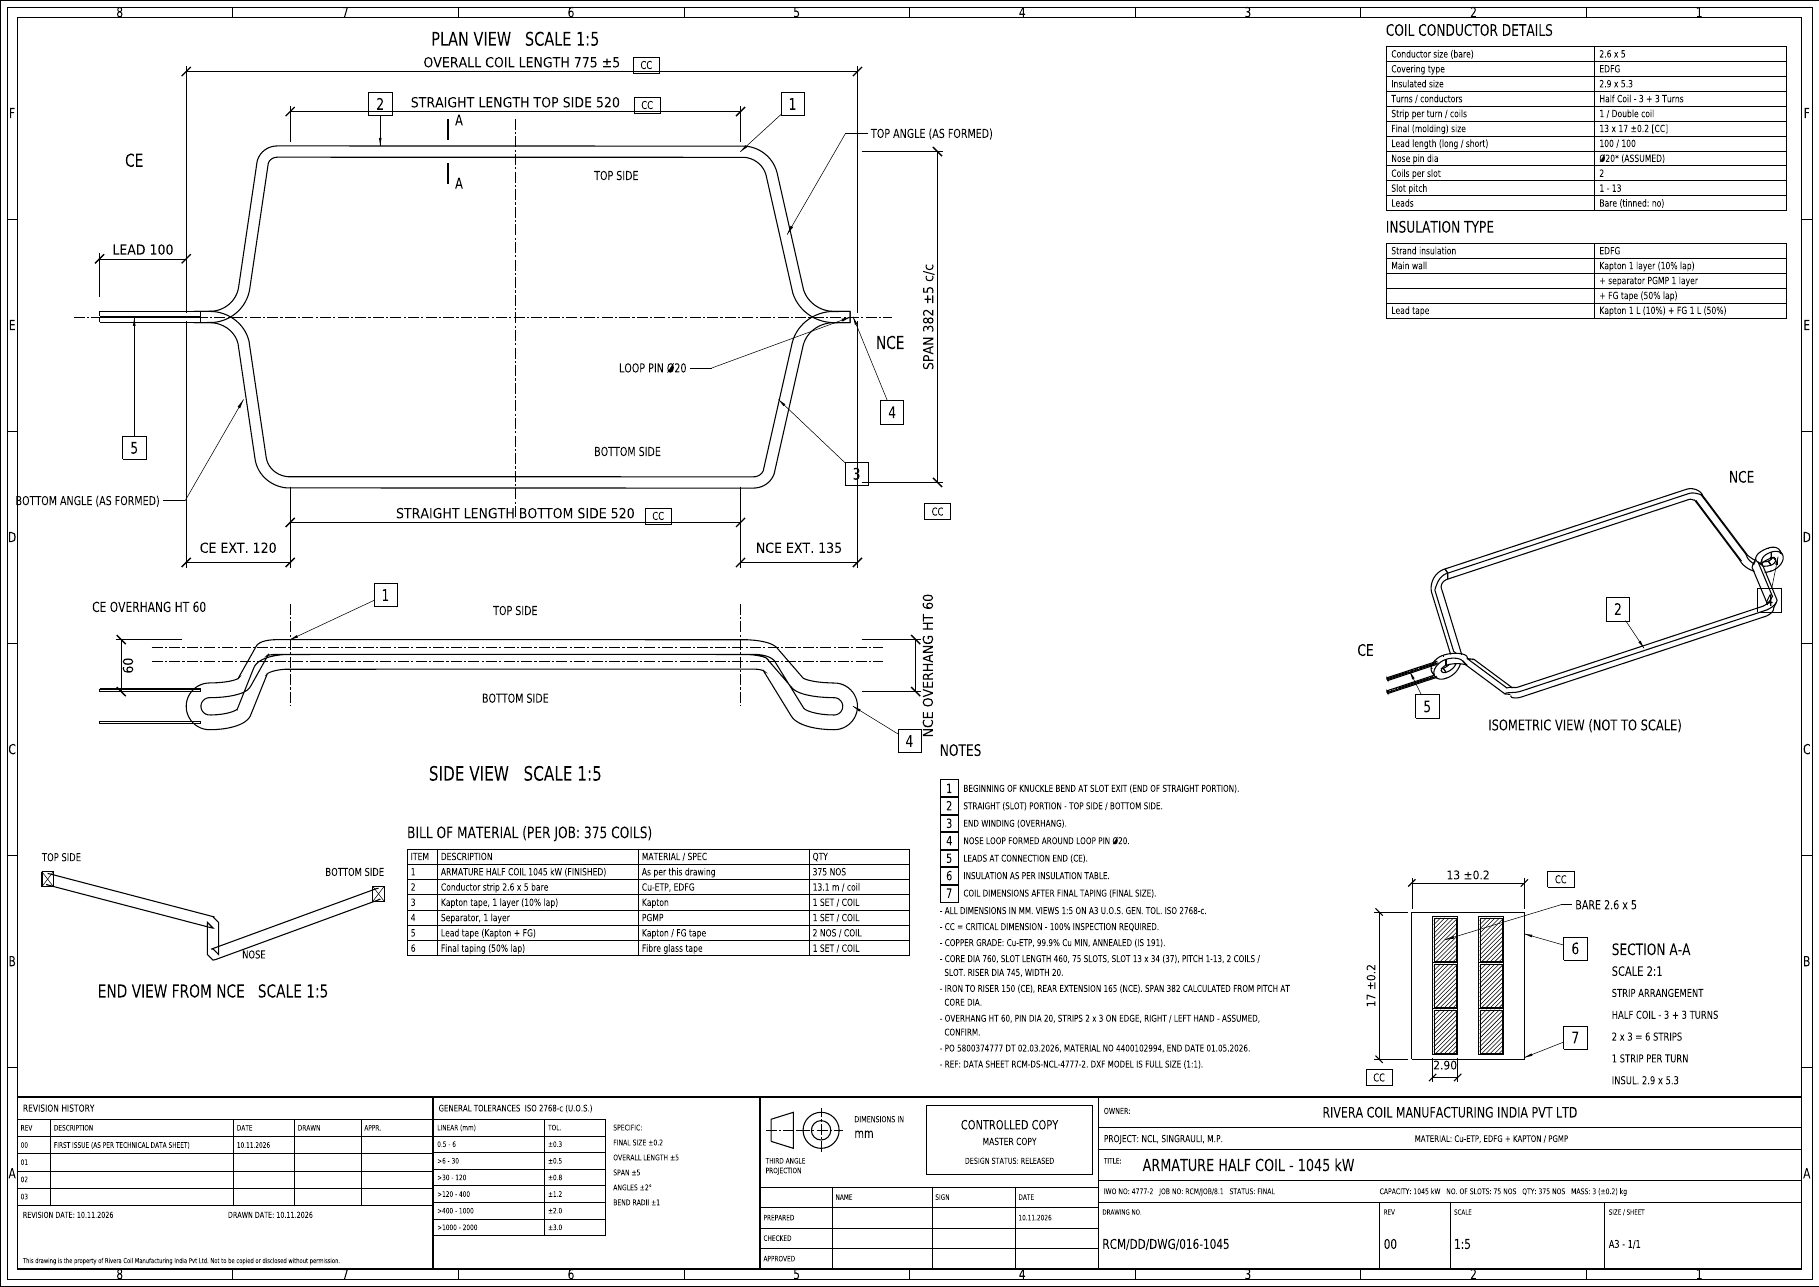 8 7 6 5 4 3 2 1
PLAN VIEW SCALE 1:5
OVERALL COIL LENGTH 775 ±5 CC
STRAIGHT LENGTH TOP SIDE 520 CC
2
1
A
A
TOP ANGLE (AS FORMED)
CE
TOP SIDE
LEAD 100
SPAN 382 ±5 c/c
NCE
LOOP PIN Ø20
4
5
BOTTOM SIDE
3
BOTTOM ANGLE (AS FORMED)
STRAIGHT LENGTH BOTTOM SIDE 520 CC
CC
CE EXT. 120
NCE EXT. 135
COIL CONDUCTOR DETAILS
Conductor size (bare) 2.6 x 5
Covering type EDFG
Insulated size 2.9 x 5.3
Turns / conductors Half Coil - 3 + 3 Turns
Strip per turn / coils 1 / Double coil
Final (molding) size 13 x 17 ±0.2 [CC]
Lead length (long / short) 100 / 100
Nose pin dia Ø20* (ASSUMED)
Coils per slot 2
Slot pitch 1 - 13
Leads Bare (tinned: no)
INSULATION TYPE
Strand insulation EDFG
Main wall Kapton 1 layer (10% lap)
+ separator PGMP 1 layer
+ FG tape (50% lap)
Lead tape Kapton 1 L (10%) + FG 1 L (50%)
F F
E E
D D
C C
B B
A A
CE OVERHANG HT 60
1
TOP SIDE
60
NCE OVERHANG HT 60
BOTTOM SIDE
4
SIDE VIEW SCALE 1:5
NCE
2
4
CE
5
ISOMETRIC VIEW (NOT TO SCALE)
TOP SIDE
BOTTOM SIDE
NOSE
END VIEW FROM NCE SCALE 1:5
BILL OF MATERIAL (PER JOB: 375 COILS)
ITEM DESCRIPTION MATERIAL / SPEC QTY
1 ARMATURE HALF COIL 1045 kW (FINISHED) As per this drawing 375 NOS
2 Conductor strip 2.6 x 5 bare Cu-ETP, EDFG 13.1 m / coil
3 Kapton tape, 1 layer (10% lap) Kapton 1 SET / COIL
4 Separator, 1 layer PGMP 1 SET / COIL
5 Lead tape (Kapton + FG) Kapton / FG tape 2 NOS / COIL
6 Final taping (50% lap) Fibre glass tape 1 SET / COIL
NOTES
1 BEGINNING OF KNUCKLE BEND AT SLOT EXIT (END OF STRAIGHT PORTION).
2 STRAIGHT (SLOT) PORTION - TOP SIDE / BOTTOM SIDE.
3 END WINDING (OVERHANG).
4 NOSE LOOP FORMED AROUND LOOP PIN Ø20.
5 LEADS AT CONNECTION END (CE).
6 INSULATION AS PER INSULATION TABLE.
7 COIL DIMENSIONS AFTER FINAL TAPING (FINAL SIZE).
- ALL DIMENSIONS IN MM. VIEWS 1:5 ON A3 U.O.S. GEN. TOL. ISO 2768-c.
- CC = CRITICAL DIMENSION - 100% INSPECTION REQUIRED.
- COPPER GRADE: Cu-ETP, 99.9% Cu MIN, ANNEALED (IS 191).
- CORE DIA 760, SLOT LENGTH 460, 75 SLOTS, SLOT 13 x 34 (37), PITCH 1-13, 2 COILS /
SLOT. RISER DIA 745, WIDTH 20.
- IRON TO RISER 150 (CE), REAR EXTENSION 165 (NCE). SPAN 382 CALCULATED FROM PITCH AT
CORE DIA.
- OVERHANG HT 60, PIN DIA 20, STRIPS 2 x 3 ON EDGE, RIGHT / LEFT HAND - ASSUMED,
CONFIRM.
- PO 5800374777 DT 02.03.2026, MATERIAL NO 4400102994, END DATE 01.05.2026.
- REF: DATA SHEET RCM-DS-NCL-4777-2. DXF MODEL IS FULL SIZE (1:1).
13 ±0.2 CC
BARE 2.6 x 5
17 ±0.2
6
7
2.90
CC
SECTION A-A
SCALE 2:1
STRIP ARRANGEMENT
HALF COIL - 3 + 3 TURNS
2 x 3 = 6 STRIPS
1 STRIP PER TURN
INSUL. 2.9 x 5.3
REVISION HISTORY
REV DESCRIPTION DATE DRAWN APPR.
00 FIRST ISSUE (AS PER TECHNICAL DATA SHEET) 10.11.2026
01
02
03
REVISION DATE: 10.11.2026 DRAWN DATE: 10.11.2026
This drawing is the property of Rivera Coil Manufacturing India Pvt Ltd. Not to be copied or disclosed without permission.
GENERAL TOLERANCES ISO 2768-c (U.O.S.)
LINEAR (mm) TOL.
0.5 - 6 ±0.3
>6 - 30 ±0.5
>30 - 120 ±0.8
>120 - 400 ±1.2
>400 - 1000 ±2.0
>1000 - 2000 ±3.0
SPECIFIC:
FINAL SIZE ±0.2
OVERALL LENGTH ±5
SPAN ±5
ANGLES ±2°
BEND RADII ±1
THIRD ANGLE
PROJECTION
DIMENSIONS IN
mm
CONTROLLED COPY
MASTER COPY
DESIGN STATUS: RELEASED
NAME SIGN DATE
PREPARED 10.11.2026
CHECKED
APPROVED
OWNER: RIVERA COIL MANUFACTURING INDIA PVT LTD
PROJECT: NCL, SINGRAULI, M.P. MATERIAL: Cu-ETP, EDFG + KAPTON / PGMP
TITLE: ARMATURE HALF COIL - 1045 kW
IWO NO: 4777-2 JOB NO: RCM/JOB/8.1 STATUS: FINAL CAPACITY: 1045 kW NO. OF SLOTS: 75 NOS QTY: 375 NOS MASS: 3 (±0.2) kg
DRAWING NO. REV SCALE SIZE / SHEET
RCM/DD/DWG/016-1045 00 1:5 A3 - 1/1
8 7 6 5 4 3 2 1